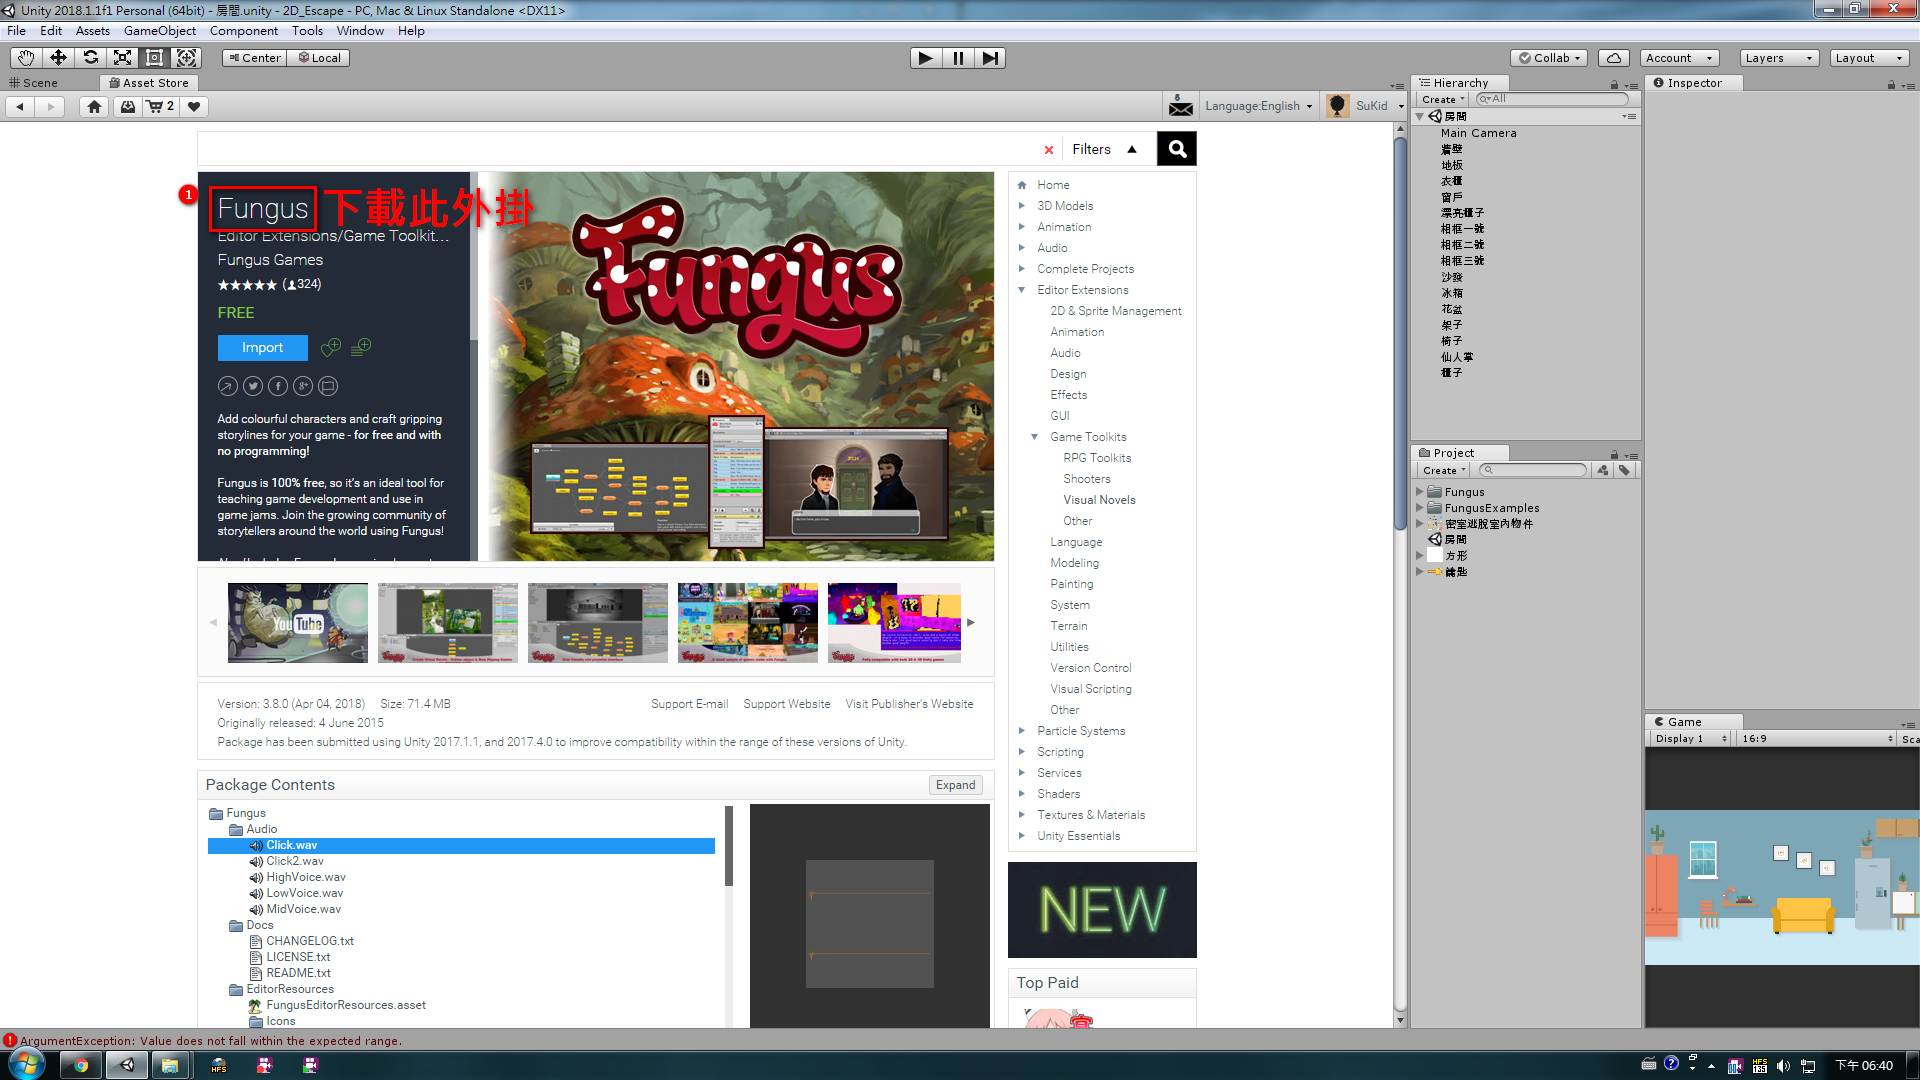 Unity 2018.1.1f1 Personal (64bit) - 房間.unity - 2D_Escape - PC, Mac & Linux Standalone <DX11>
File Edit Assets GameObject Component Tools Window Help
Center Local
Collab Account Layers Layout
Scene Asset Store
2
Language:English SuKid
Filters
1
Fungus 下載此外掛
Editor Extensions/Game Toolkit...
Fungus Games
(324)
FREE
Import
Add colourful characters and craft gripping
storylines for your game - for free and with
no programming!
Fungus is 100% free, so it's an ideal tool for
teaching game development and use in
game jams. Join the growing community of
storytellers around the world using Fungus!
Fungus
YouTube
Version: 3.8.0 (Apr 04, 2018) Size: 71.4 MB Support E-mail Support Website Visit Publisher's Website
Originally released: 4 June 2015
Package has been submitted using Unity 2017.1.1, and 2017.4.0 to improve compatibility within the range of these versions of Unity.
Package Contents Expand
Fungus
Audio
Click.wav
Click2.wav
HighVoice.wav
LowVoice.wav
MidVoice.wav
Docs
CHANGELOG.txt
LICENSE.txt
README.txt
EditorResources
FungusEditorResources.asset
Icons
Home
3D Models
Animation
Audio
Complete Projects
Editor Extensions
2D & Sprite Management
Animation
Audio
Design
Effects
GUI
Game Toolkits
RPG Toolkits
Shooters
Visual Novels
Other
Language
Modeling
Painting
System
Terrain
Utilities
Version Control
Visual Scripting
Other
Particle Systems
Scripting
Services
Shaders
Textures & Materials
Unity Essentials
NEW
Top Paid
Hierarchy
Create All
房間
Main Camera
牆壁
地板
衣櫃
窗戶
漂亮櫃子
相框一號
相框二號
相框三號
沙發
冰箱
花盆
架子
椅子
仙人掌
櫃子
Project
Create
Fungus
FungusExamples
密室逃脫室內物件
房間
方形
鑰匙
Inspector
Game
Display 1 16:9 Sca
ArgumentException: Value does not fall within the expected range.
HFS
HFS
135
下午 06:40